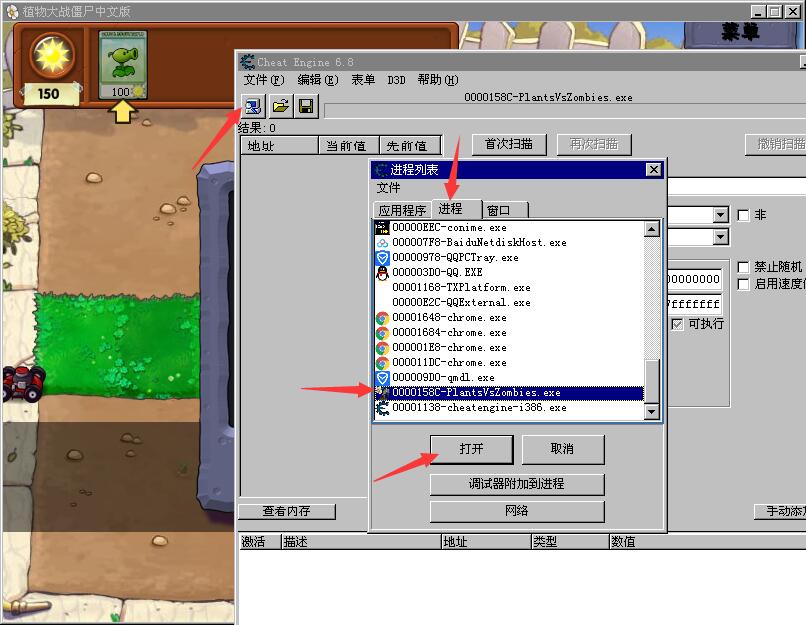 植物大战僵尸中文版
菜单
150
100
Cheat Engine 6.8
文件(F) 编辑(E) 表单 D3D 帮助(H)
0000158C-PlantsVsZombies.exe
结果: 0
地址 当前值 先前值
首次扫描 再次扫描 撤销扫描
进程列表
文件
应用程序 进程 窗口
00000EEC-conime.exe
000007F8-BaiduNetdiskHost.exe
00000978-QQPCTray.exe
000003D0-QQ.EXE
00001168-TXPlatform.exe
00000E2C-QQExternal.exe
00001648-chrome.exe
00001684-chrome.exe
000001E8-chrome.exe
000011DC-chrome.exe
000009D0-qmdl.exe
0000158C-PlantsVsZombies.exe
00001138-cheatengine-i386.exe
打开 取消
调试器附加到进程
网络
非
禁止随机
00000000
启用速度
7fffffff
可执行
查看内存
手动添加
激活 描述 地址 类型 数值